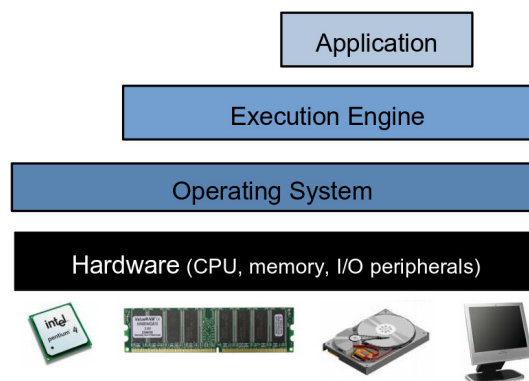 Application
Execution Engine
Operating System
Hardware (CPU, memory, I/O peripherals)
intel
pentium 4